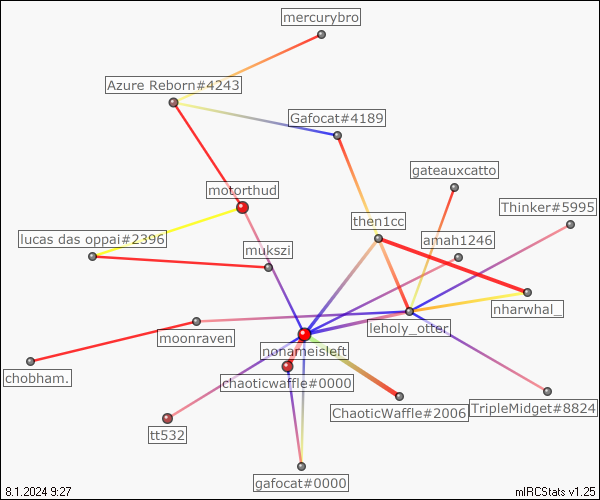 mercurybro
Azure Reborn#4243
Gafocat#4189
gateauxcatto
motorthud
Thinker#5995
then1cc
lucas das oppai#2396
amah1246
mukszi
nharwhal_
leholy_otter
moonraven
nonameisleft
chobham.
chaoticwaffle#0000
ChaoticWaffle#2006
TripleMidget#8824
tt532
gafocat#0000
8.1.2024 9:27
mIRCStats v1.25